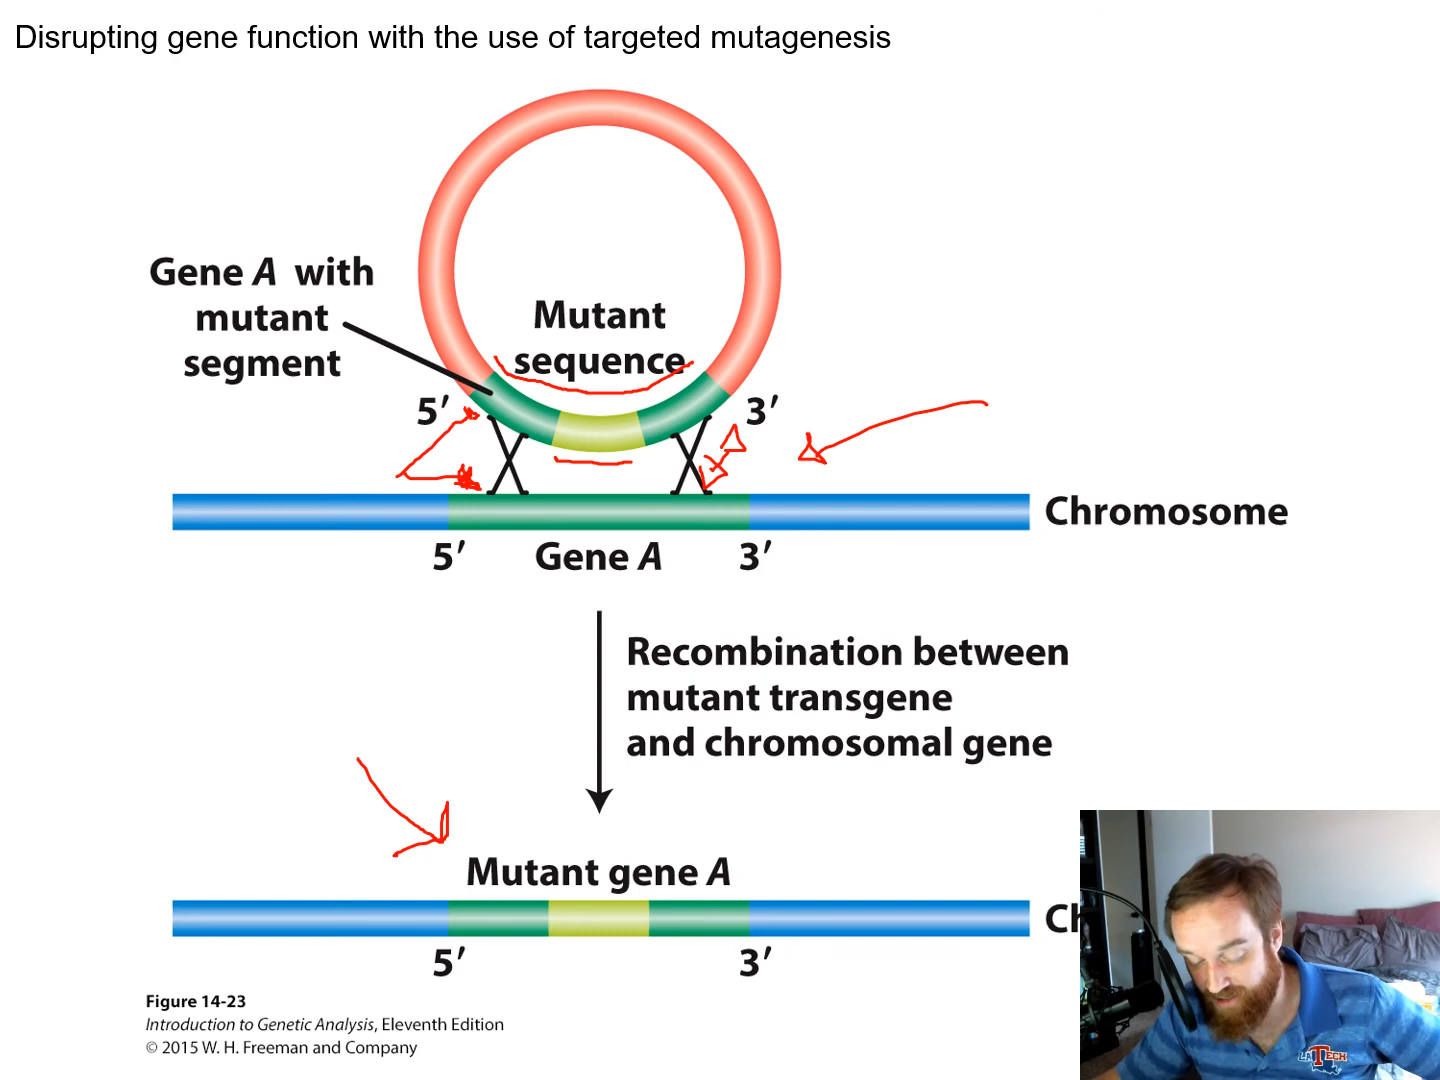 Disrupting gene function with the use of targeted mutagenesis
Gene A with
mutant
segment
Mutant
sequence
5′
3′
Chromosome
5′
Gene A
3′
Recombination between
mutant transgene
and chromosomal gene
Mutant gene A
Ch
5′
3′
Figure 14-23
Introduction to Genetic Analysis, Eleventh Edition
© 2015 W. H. Freeman and Company
LA TECH